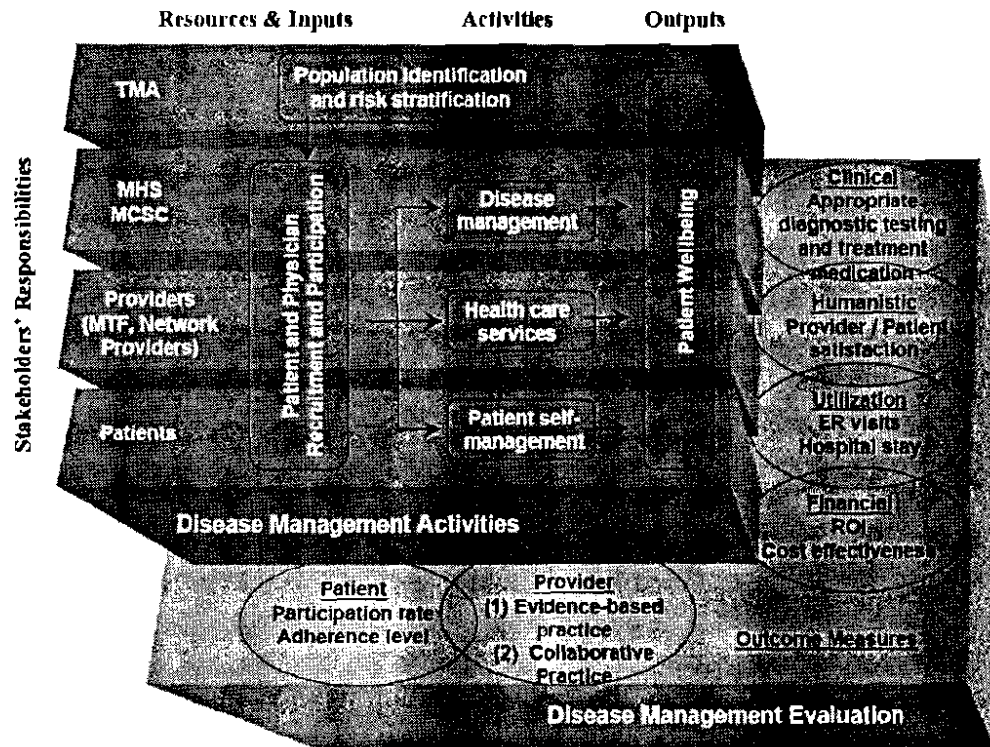 Resources & Inputs
Activities
Outputs
Stakeholders' Responsibilities
TMA
Population identification
and risk stratification
MHS
MCSC
Patient and Physician
Recruitment and Participation
Disease
management
Patient Wellbeing
Providers
(MTF, Network
Providers)
Health care
services
Patients
Patient self-
management
Disease Management Activities
Clinical
Appropriate
diagnostic testing
and treatment
medication
Humanistic
Provider / Patient
satisfaction
Utilization
ER visits
Hospital stay
Financial
ROI
Cost effectiveness
Patient
Participation rate
Adherence level
Provider
(1) Evidence-based
practice
(2) Collaborative
Practice
Outcome Measures
Disease Management Evaluation